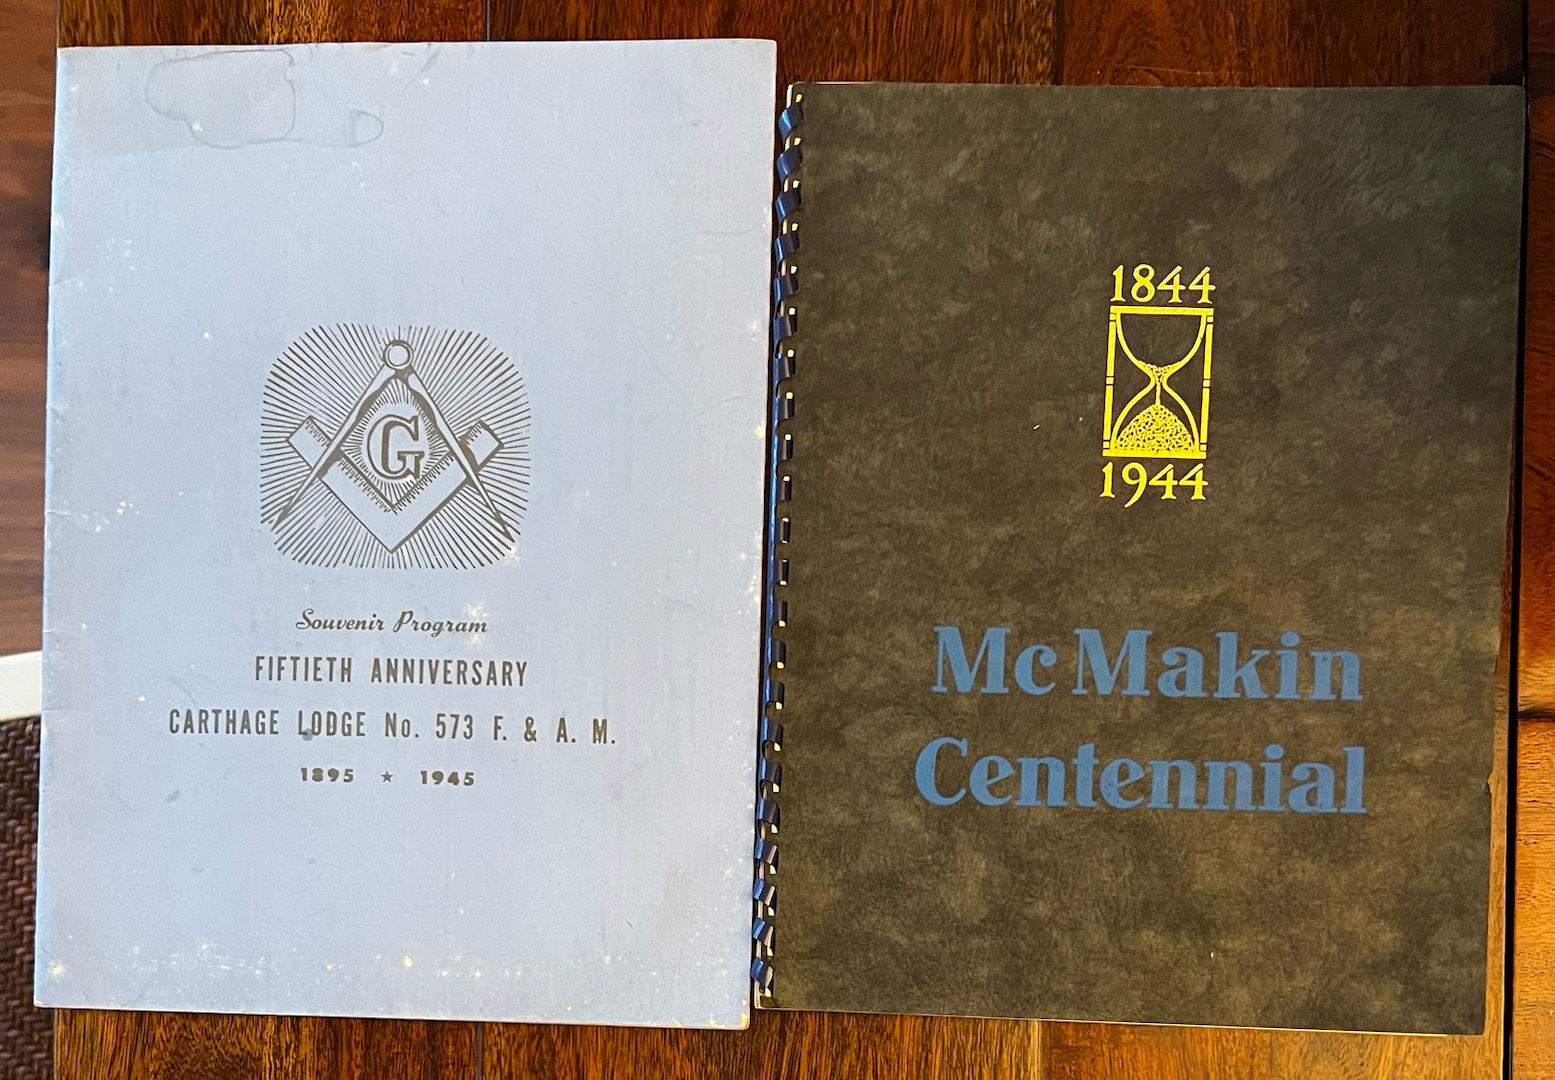 G
Souvenir Program
FIFTIETH ANNIVERSARY
CARTHAGE LODGE No. 573 F. & A. M.
1895 ★ 1945
1844
1944
McMakin
Centennial